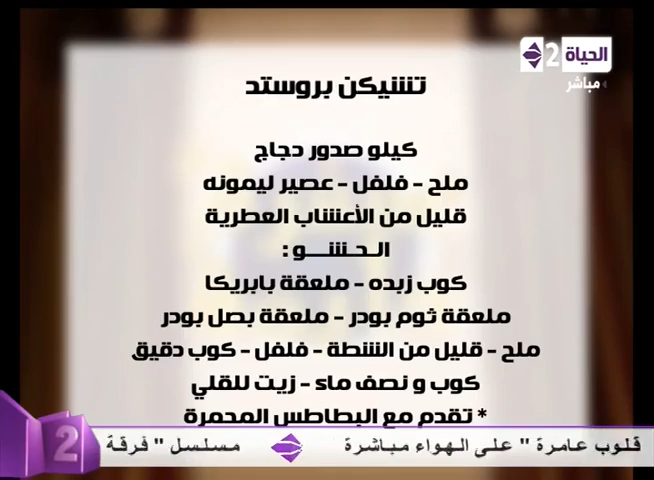 الحياة 2
مباشر
تشيكن بروستد
كيلو صدور دجاج
ملح - فلفل - عصير ليمونه
قليل من الأعشاب العطرية
الـحـشـــو :
كوب زبده - ملعقة بابريكا
ملعقة ثوم بودر - ملعقة بصل بودر
ملح - قليل من الشطة - فلفل - كوب دقيق
كوب و نصف ماء - زيت للقلي
* تقدم مع البطاطس المحمرة
قلوب عامرة " على الهواء مباشرة
مسلسل " فرقة
2